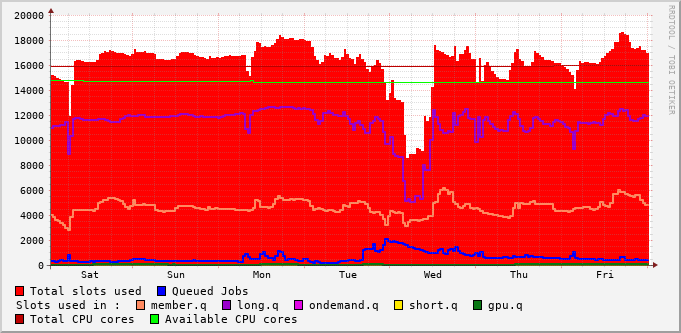 20000
18000
16000
14000
12000
10000
8000
6000
4000
2000
0
Sat Sun Mon Tue Wed Thu Fri
RRDTOOL / TOBI OETIKER
Total slots used Queued Jobs
Slots used in : member.q long.q ondemand.q short.q gpu.q
Total CPU cores Available CPU cores